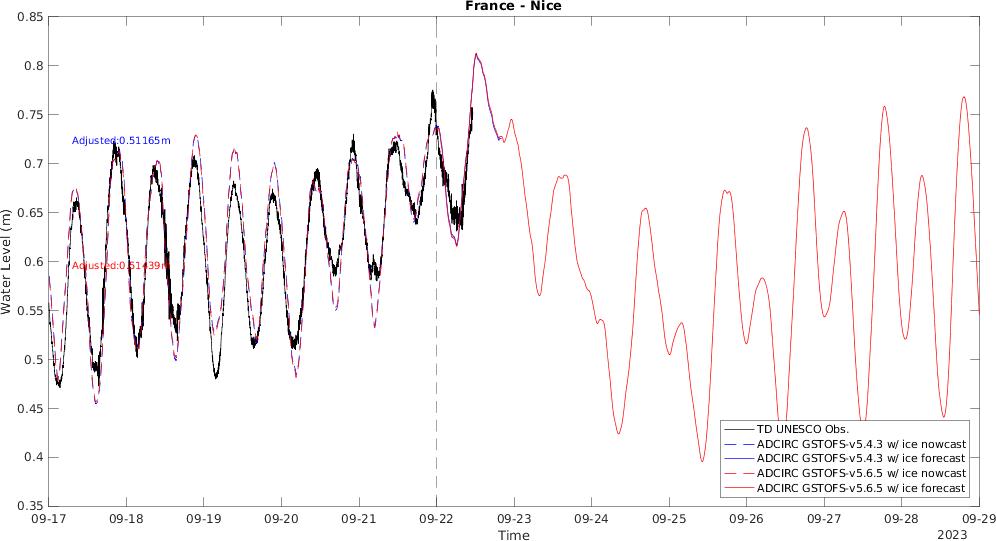 France - Nice
0.85
0.8
0.75
0.7
0.65
0.6
0.55
0.5
0.45
0.4
0.35
Water Level (m)
Adjusted:0.51165m
Adjusted:0.51439m
TD UNESCO Obs.
ADCIRC GSTOFS-v5.4.3 w/ ice nowcast
ADCIRC GSTOFS-v5.4.3 w/ ice forecast
ADCIRC GSTOFS-v5.6.5 w/ ice nowcast
ADCIRC GSTOFS-v5.6.5 w/ ice forecast
09-17 09-18 09-19 09-20 09-21 09-22 09-23 09-24 09-25 09-26 09-27 09-28 09-29
Time
2023